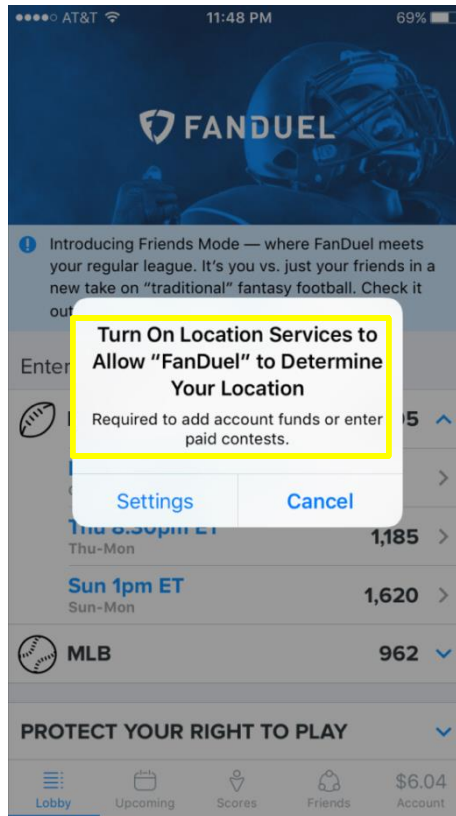 AT&T 11:48 PM 69%
FANDUEL
Introducing Friends Mode — where FanDuel meets
your regular league. It's you vs. just your friends in a
new take on “traditional” fantasy football. Check it
out
Turn On Location Services to
Allow “FanDuel” to Determine
Your Location
Required to add account funds or enter
paid contests.
Settings Cancel
Enter
Thu 8:30pm ET
Thu-Mon
1,185
Sun 1pm ET
Sun-Mon
1,620
MLB 962
PROTECT YOUR RIGHT TO PLAY
Lobby Upcoming Scores Friends $6.04 Account